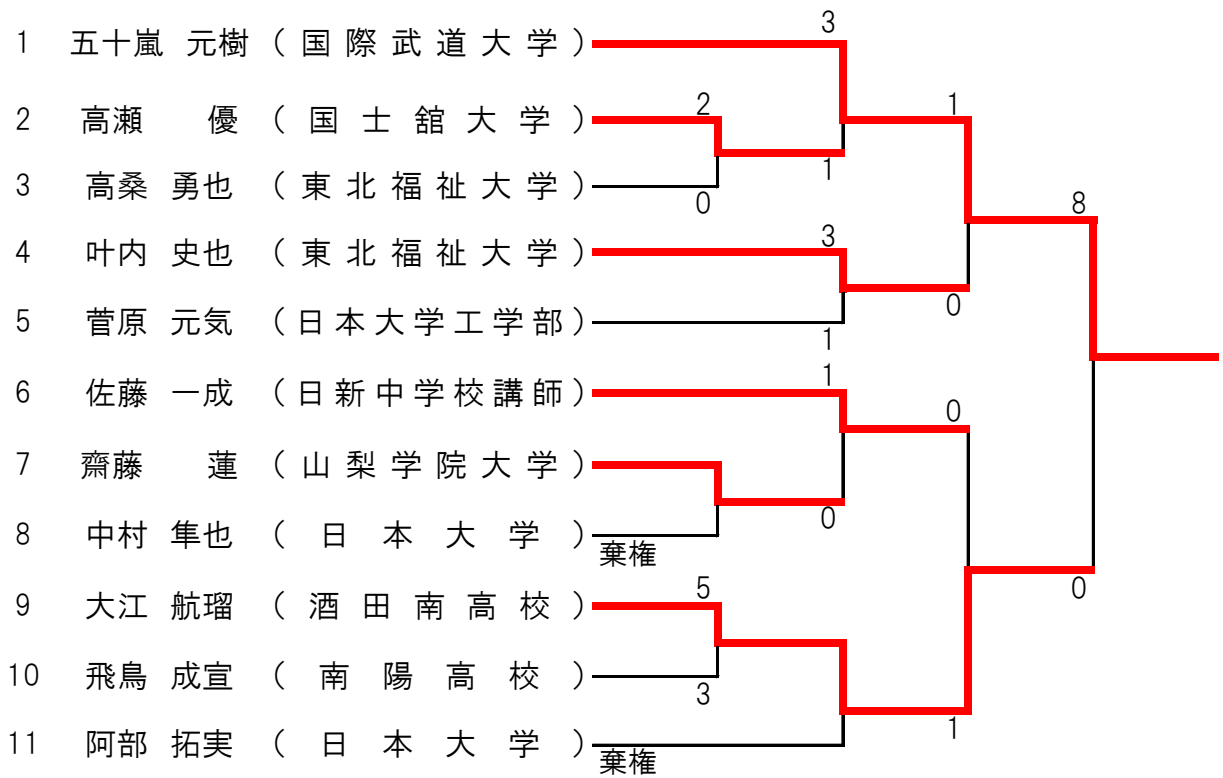 3
1 五十嵐 元樹 ( 国 際 武 道 大 学 )
2 1
2 高瀬 優 ( 国 士 舘 大 学 )
1
3 高桑 勇也 ( 東 北 福 祉 大 学 )
0 8
3
4 叶内 史也 ( 東 北 福 祉 大 学 )
0
5 菅原 元気 (日本大学工学部)
1
1
6 佐藤 一成 (日新中学校講師)
0
7 齋藤 蓮 ( 山 梨 学 院 大 学 )
0
8 中村 隼也 ( 日 本 大 学 )
棄権
5 0
9 大江 航瑠 ( 酒 田 南 高 校 )
10 飛鳥 成宣 ( 南 陽 高 校 )
3
1
11 阿部 拓実 ( 日 本 大 学 )
棄権